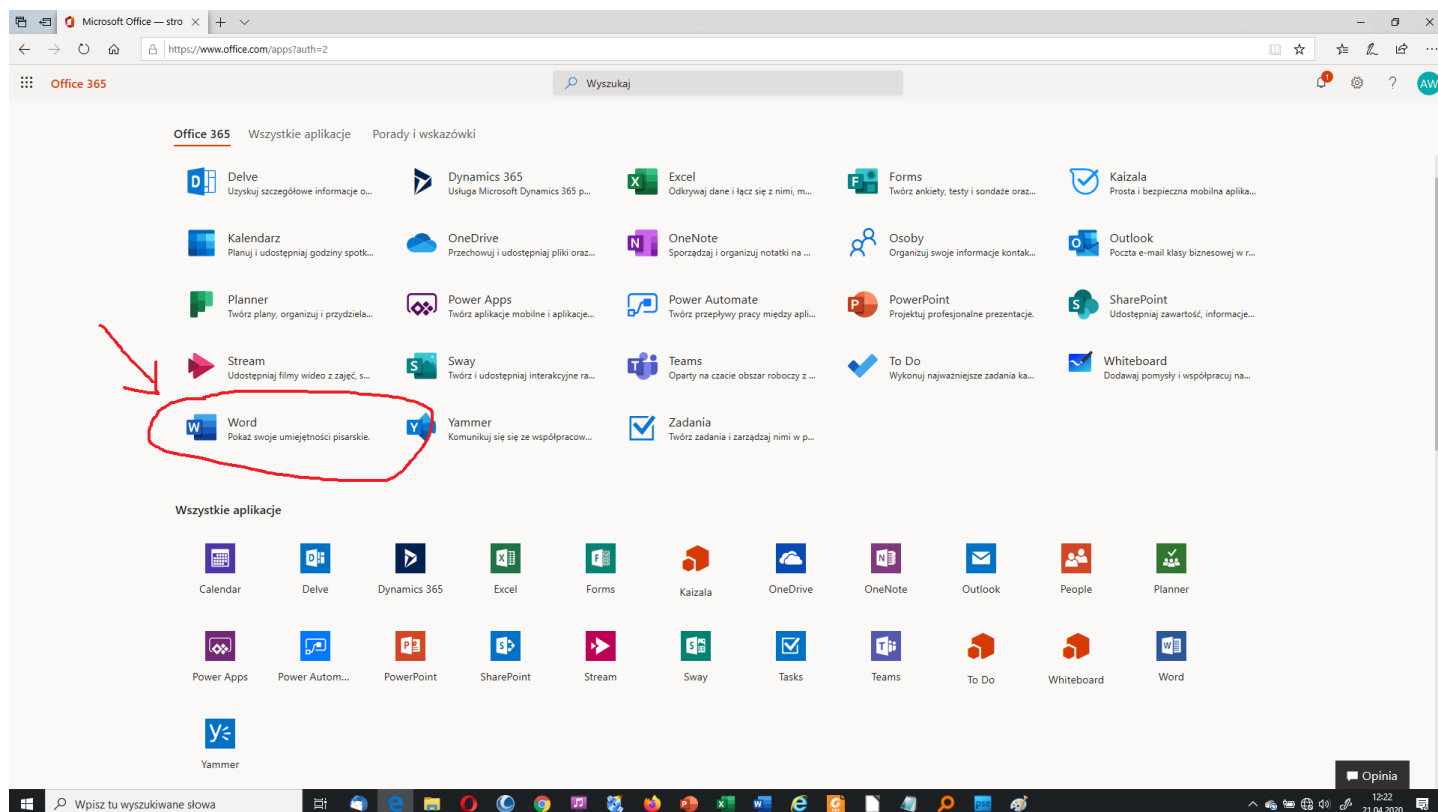 Microsoft Office — stro
https://www.office.com/apps?auth=2
Office 365
Wyszukaj
1
AW
Office 365 Wszystkie aplikacje Porady i wskazówki
Delve
Uzyskuj szczegółowe informacje o...
Dynamics 365
Usługa Microsoft Dynamics 365 p...
Excel
Odkrywaj dane i łącz się z nimi, m...
Forms
Twórz ankiety, testy i sondaże oraz...
Kaizala
Prosta i bezpieczna mobilna aplika...
Kalendarz
Planuj i udostępniaj godziny spotk...
OneDrive
Przechowuj i udostępniaj pliki oraz...
OneNote
Sporządzaj i organizuj notatki na ...
Osoby
Organizuj swoje informacje kontak...
Outlook
Poczta e-mail klasy biznesowej w r...
Planner
Twórz plany, organizuj i przydziela...
Power Apps
Twórz aplikacje mobilne i aplikacje...
Power Automate
Twórz przepływy pracy między apli...
PowerPoint
Projektuj profesjonalne prezentacje.
SharePoint
Udostępniaj zawartość, informacje...
Stream
Udostępniaj filmy wideo z zajęć, s...
Sway
Twórz i udostępniaj interakcyjne ra...
Teams
Oparty na czacie obszar roboczy z ...
To Do
Wykonuj najważniejsze zadania ka...
Whiteboard
Dodawaj pomysły i współpracuj na...
Word
Pokaż swoje umiejętności pisarskie.
Yammer
Komunikuj się się ze współpracow...
Zadania
Twórz zadania i zarządzaj nimi w p...
Wszystkie aplikacje
Calendar Delve Dynamics 365 Excel Forms Kaizala OneDrive OneNote Outlook People Planner
Power Apps Power Autom... PowerPoint SharePoint Stream Sway Tasks Teams To Do Whiteboard Word
Yammer
Opinia
Wpisz tu wyszukiwane słowa
12:22
21.04.2020